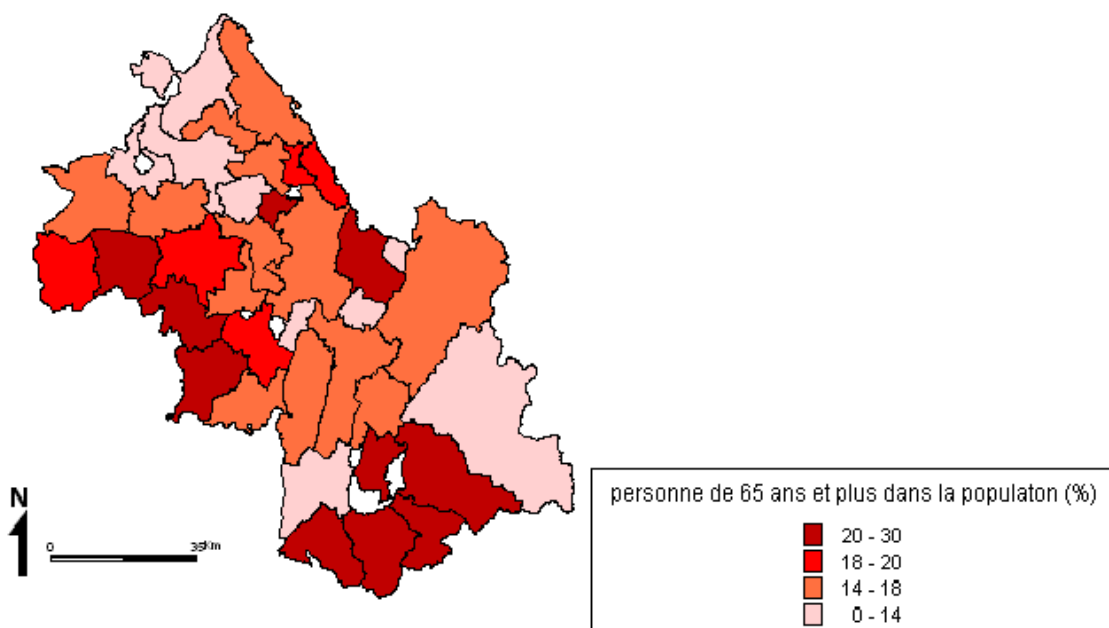 N
0 35Km
personne de 65 ans et plus dans la populaton (%)
20 - 30
18 - 20
14 - 18
0 - 14